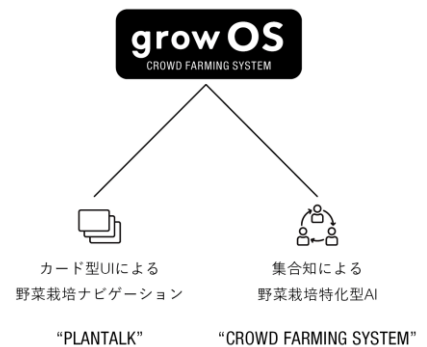 grow OS
CROWD FARMING SYSTEM
カード型UIによる
野菜栽培ナビゲーション
“PLANTALK”
集合知による
野菜栽培特化型AI
“CROWD FARMING SYSTEM”